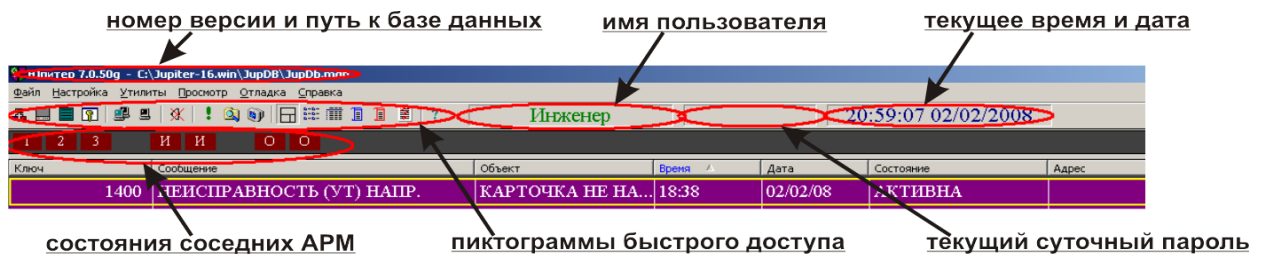 номер версии и путь к базе данных имя пользователя текущее время и дата
Юпитер 7.0.50g - C:\Jupiter-16.win\JupDB\JupDb.mdb
Файл Настройка Утилиты Просмотр Отладка Справка
Инженер 20:59:07 02/02/2008
1 2 3 И И О О
Ключ Сообщение Объект Время Дата Состояние Адрес
1400 НЕИСПРАВНОСТЬ (УТ) НАПР. КАРТОЧКА НЕ НА... 18:38 02/02/08 АКТИВНА
состояния соседних АРМ пиктограммы быстрого доступа текущий суточный пароль